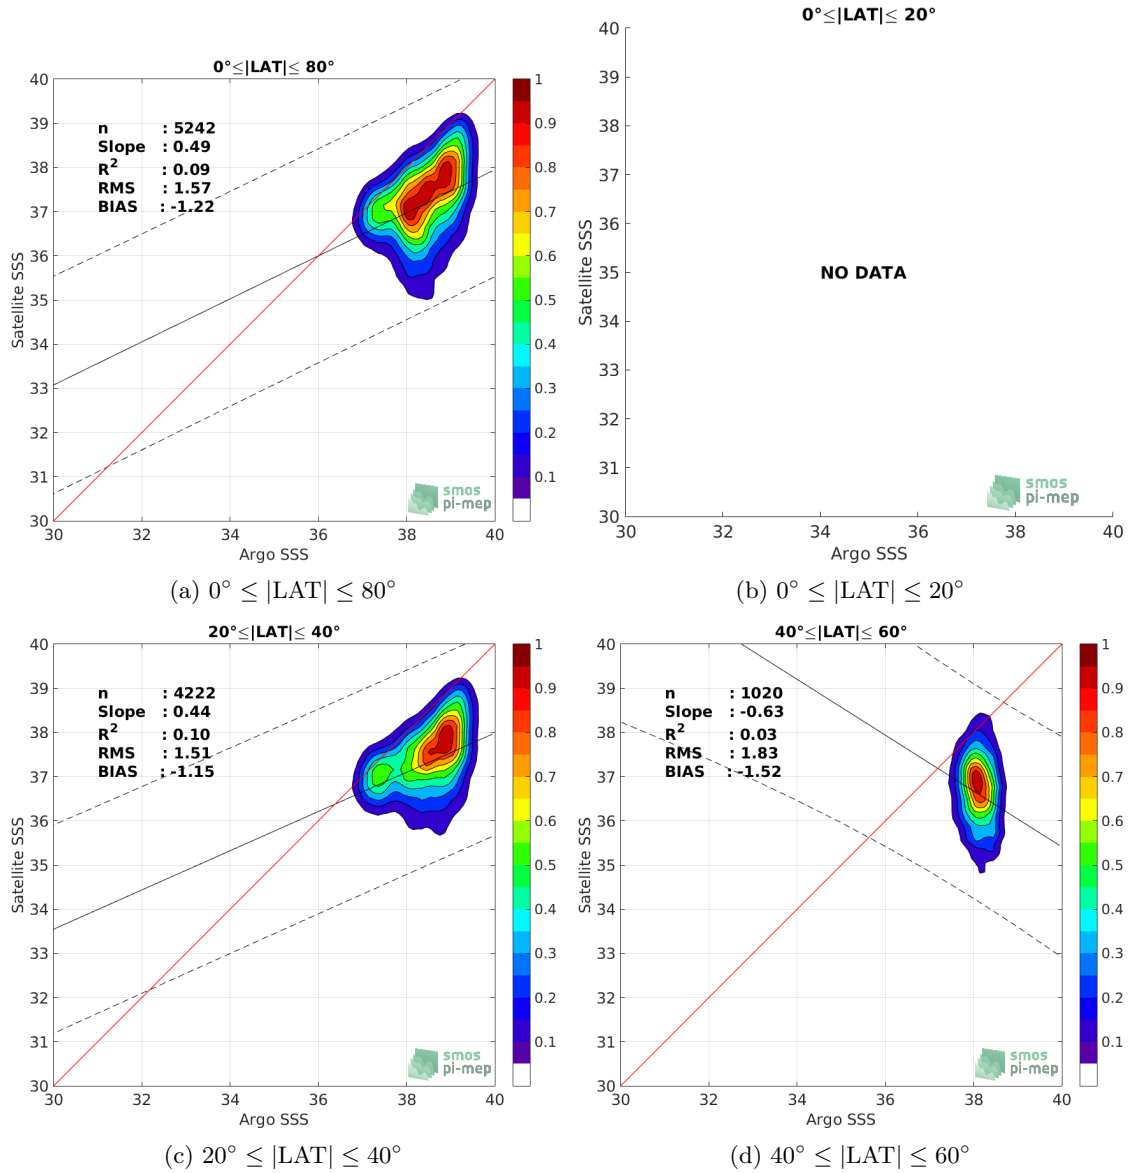 0°≤|LAT|≤ 80°
40
39
38
37
36
35
34
33
32
31
30
Satellite SSS
n : 5242
Slope : 0.49
R² : 0.09
RMS : 1.57
BIAS : -1.22
smos
pi-mep
30 32 34 36 38 40
Argo SSS
1
0.9
0.8
0.7
0.6
0.5
0.4
0.3
0.2
0.1
(a) 0° ≤ |LAT| ≤ 80°
0°≤|LAT|≤ 20°
40
39
38
37
36
35
34
33
32
31
30
Satellite SSS
NO DATA
smos
pi-mep
30 32 34 36 38 40
Argo SSS
(b) 0° ≤ |LAT| ≤ 20°
20°≤|LAT|≤ 40°
40
39
38
37
36
35
34
33
32
31
30
Satellite SSS
n : 4222
Slope : 0.44
R² : 0.10
RMS : 1.51
BIAS : -1.15
smos
pi-mep
30 32 34 36 38 40
Argo SSS
1
0.9
0.8
0.7
0.6
0.5
0.4
0.3
0.2
0.1
(c) 20° ≤ |LAT| ≤ 40°
40°≤|LAT|≤ 60°
40
39
38
37
36
35
34
33
32
31
30
Satellite SSS
n : 1020
Slope : -0.63
R² : 0.03
RMS : 1.83
BIAS : -1.52
smos
pi-mep
30 32 34 36 38 40
Argo SSS
1
0.9
0.8
0.7
0.6
0.5
0.4
0.3
0.2
0.1
(d) 40° ≤ |LAT| ≤ 60°